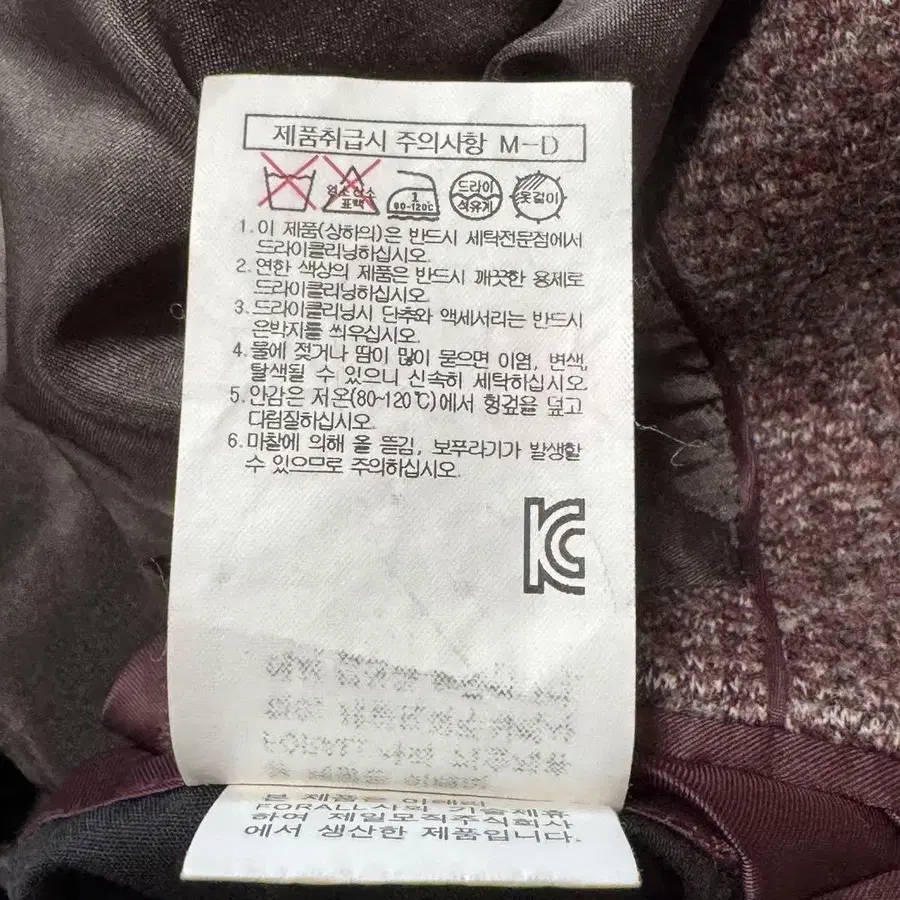 제품취급시 주의사항 M-D
염소산소
표백
1
80-120℃
드라이
석유계
옷걸이
1. 이 제품(상하의)은 반드시 세탁전문점에서
드라이클리닝하십시오.
2. 연한 색상의 제품은 반드시 깨끗한 용제로
드라이클리닝하십시오.
3. 드라이클리닝시 단추와 액세서리는 반드시
은박지를 씌우십시오.
4. 물에 젖거나 땀이 많이 묻으면 이염, 변색,
탈색될 수 있으니 신속히 세탁하십시오.
5. 안감은 저온(80-120℃)에서 헝겊을 덮고
다림질하십시오.
6. 마찰에 의해 올 뜯김, 보푸라기가 발생할
수 있으므로 주의하십시오.
KC
본 제품은 이태리
FORALL사와 기술제휴
하여 제일모직주식회사
에서 생산한 제품입니다.